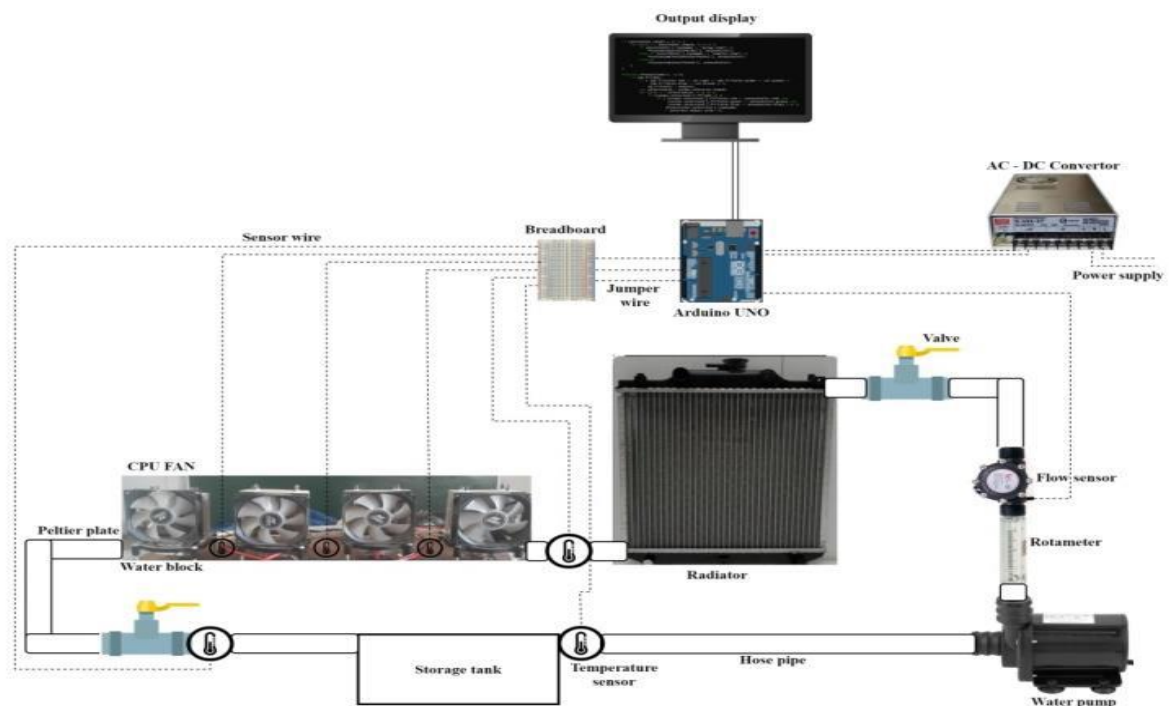 Output display
AC - DC Convertor
Breadboard
Sensor wire
Power supply
Jumper
wire
Arduino UNO
Valve
CPU FAN
Flow sensor
Peltier plate
Rotameter
Water block
Radiator
Storage tank
Temperature
sensor
Hose pipe
Water pump